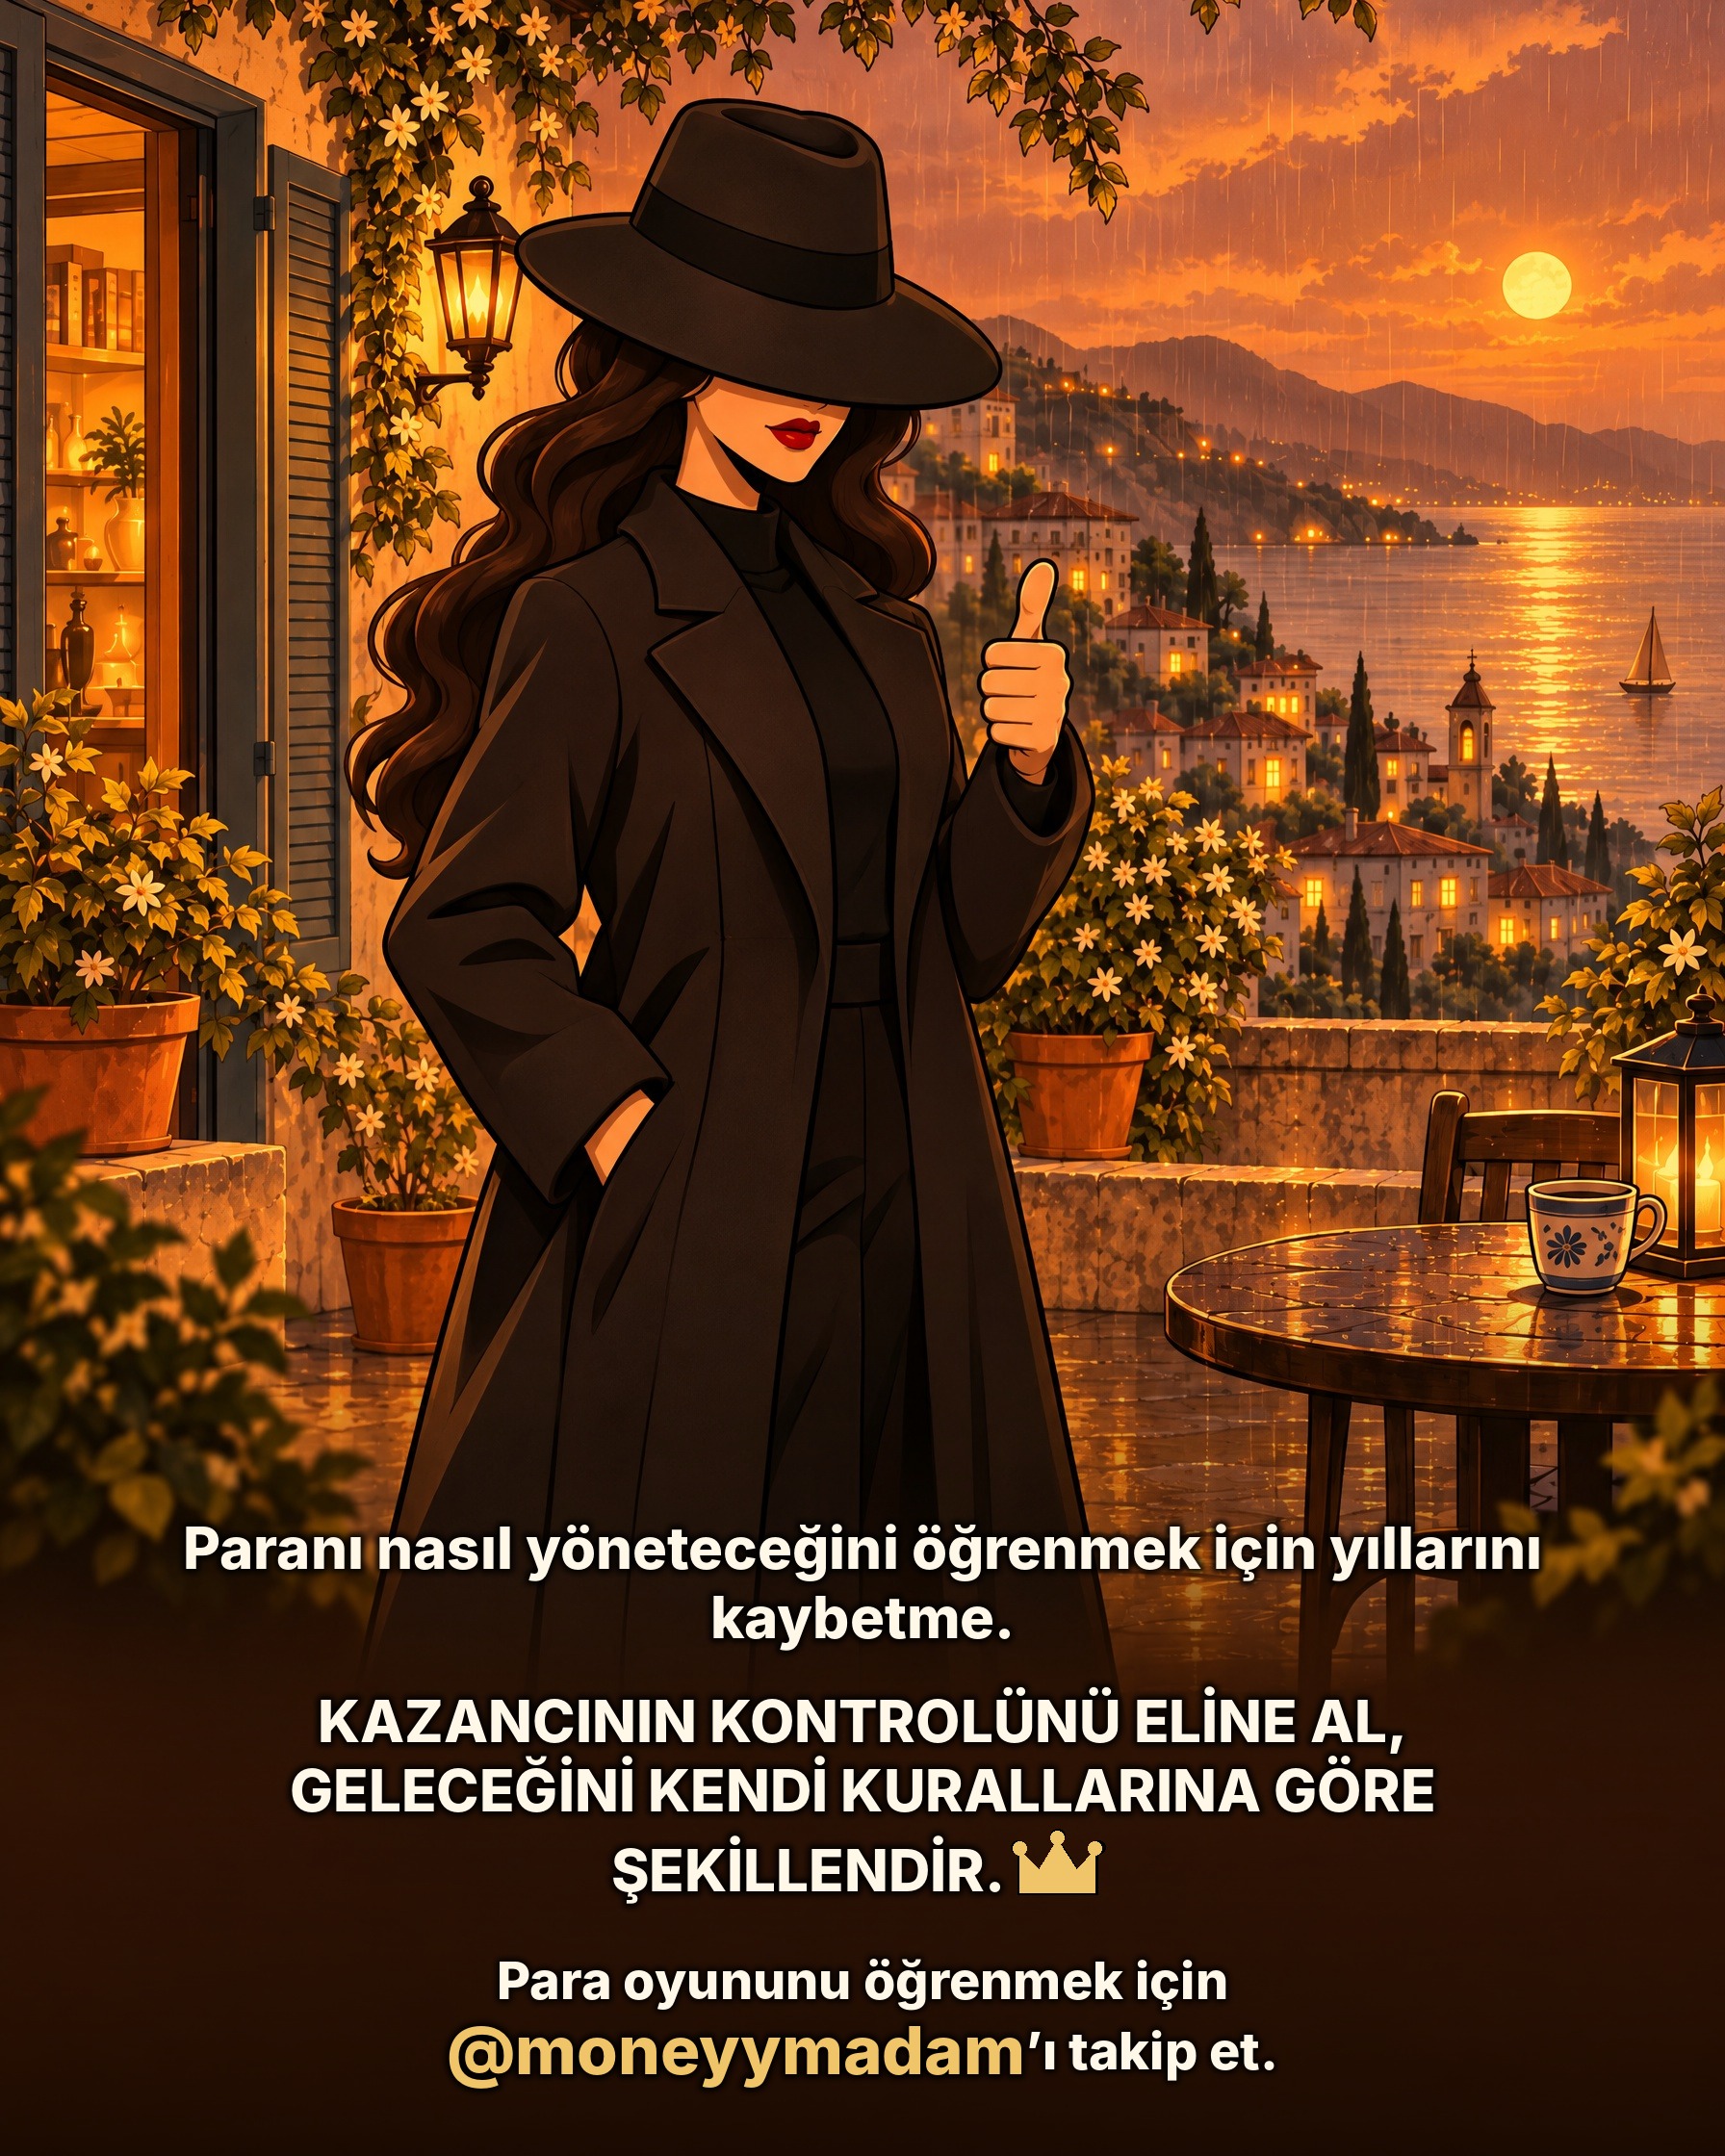 Paranı nasıl yöneteceğini öğrenmek için yıllarını
kaybetme.
KAZANCININ KONTROLÜNÜ ELİNE AL,
GELECEĞİNİ KENDİ KURALLARINA GÖRE
ŞEKİLLENDİR.
Para oyununu öğrenmek için
@moneyymadam’ı takip et.